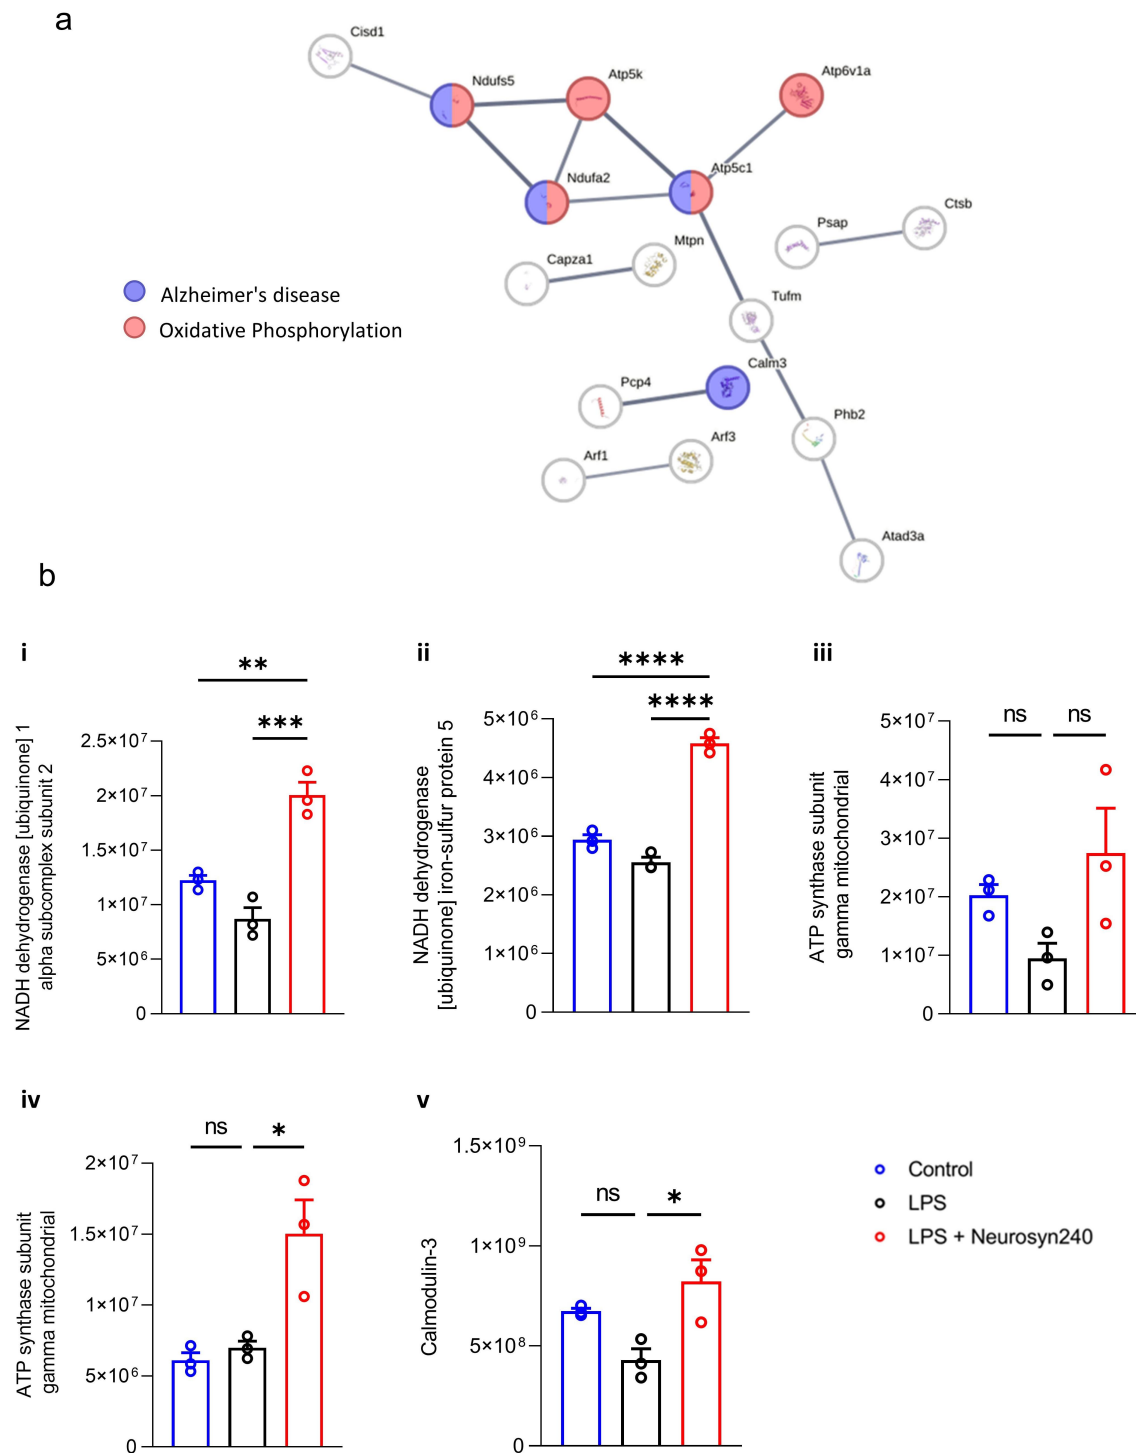 a
Cisd1
Ndufs5
Atp5k
Atp6v1a
Ndufa2
Atp5c1
Psap
Ctsb
Capza1
Mtpn
Tufm
Alzheimer's disease
Oxidative Phosphorylation
Pcp4
Calm3
Phb2
Arf1
Arf3
Atad3a
b
i
**
***
NADH dehydrogenase [ubiquinone] 1
alpha subcomplex subunit 2
2.5×10⁷
2×10⁷
1.5×10⁷
1×10⁷
5×10⁶
0
ii
****
****
NADH dehydrogenase
[ubiquinone] iron-sulfur protein 5
5×10⁶
4×10⁶
3×10⁶
2×10⁶
1×10⁶
0
iii
ns ns
ATP synthase subunit
gamma mitochondrial
5×10⁷
4×10⁷
3×10⁷
2×10⁷
1×10⁷
0
iv
ns *
ATP synthase subunit
gamma mitochondrial
2×10⁷
1.5×10⁷
1×10⁷
5×10⁶
0
v
ns *
Calmodulin-3
1.5×10⁹
1×10⁹
5×10⁸
0
Control
LPS
LPS + Neurosyn240